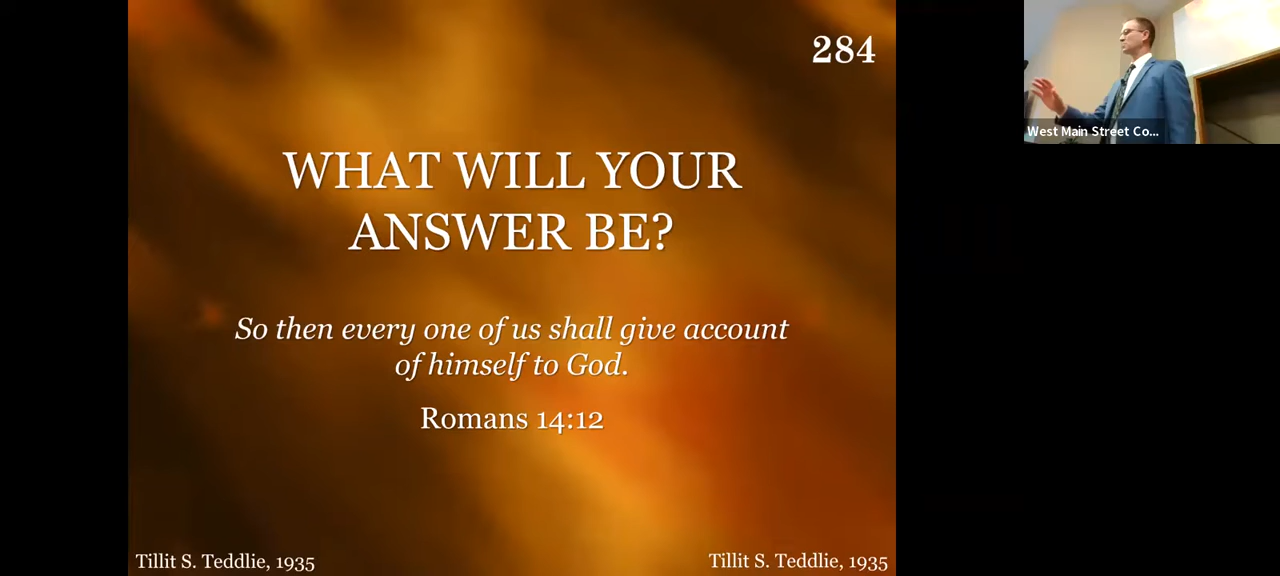 284
WHAT WILL YOUR
ANSWER BE?
So then every one of us shall give account
of himself to God.
Romans 14:12
Tillit S. Teddlie, 1935
Tillit S. Teddlie, 1935
West Main Street Co...